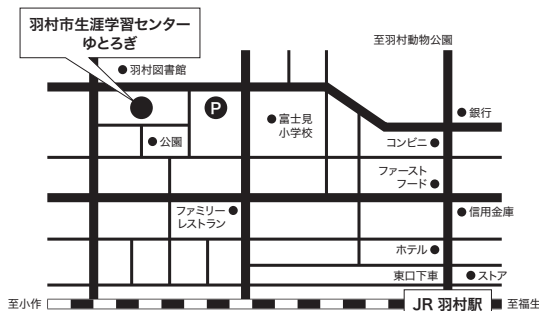 羽村市生涯学習センター
ゆとろぎ
至羽村動物公園
羽村図書館
P
富士見
小学校
銀行
公園
コンビニ
ファースト
フード
ファミリー
レストラン
信用金庫
ホテル
東口下車
ストア
至小作
JR 羽村駅
至福生